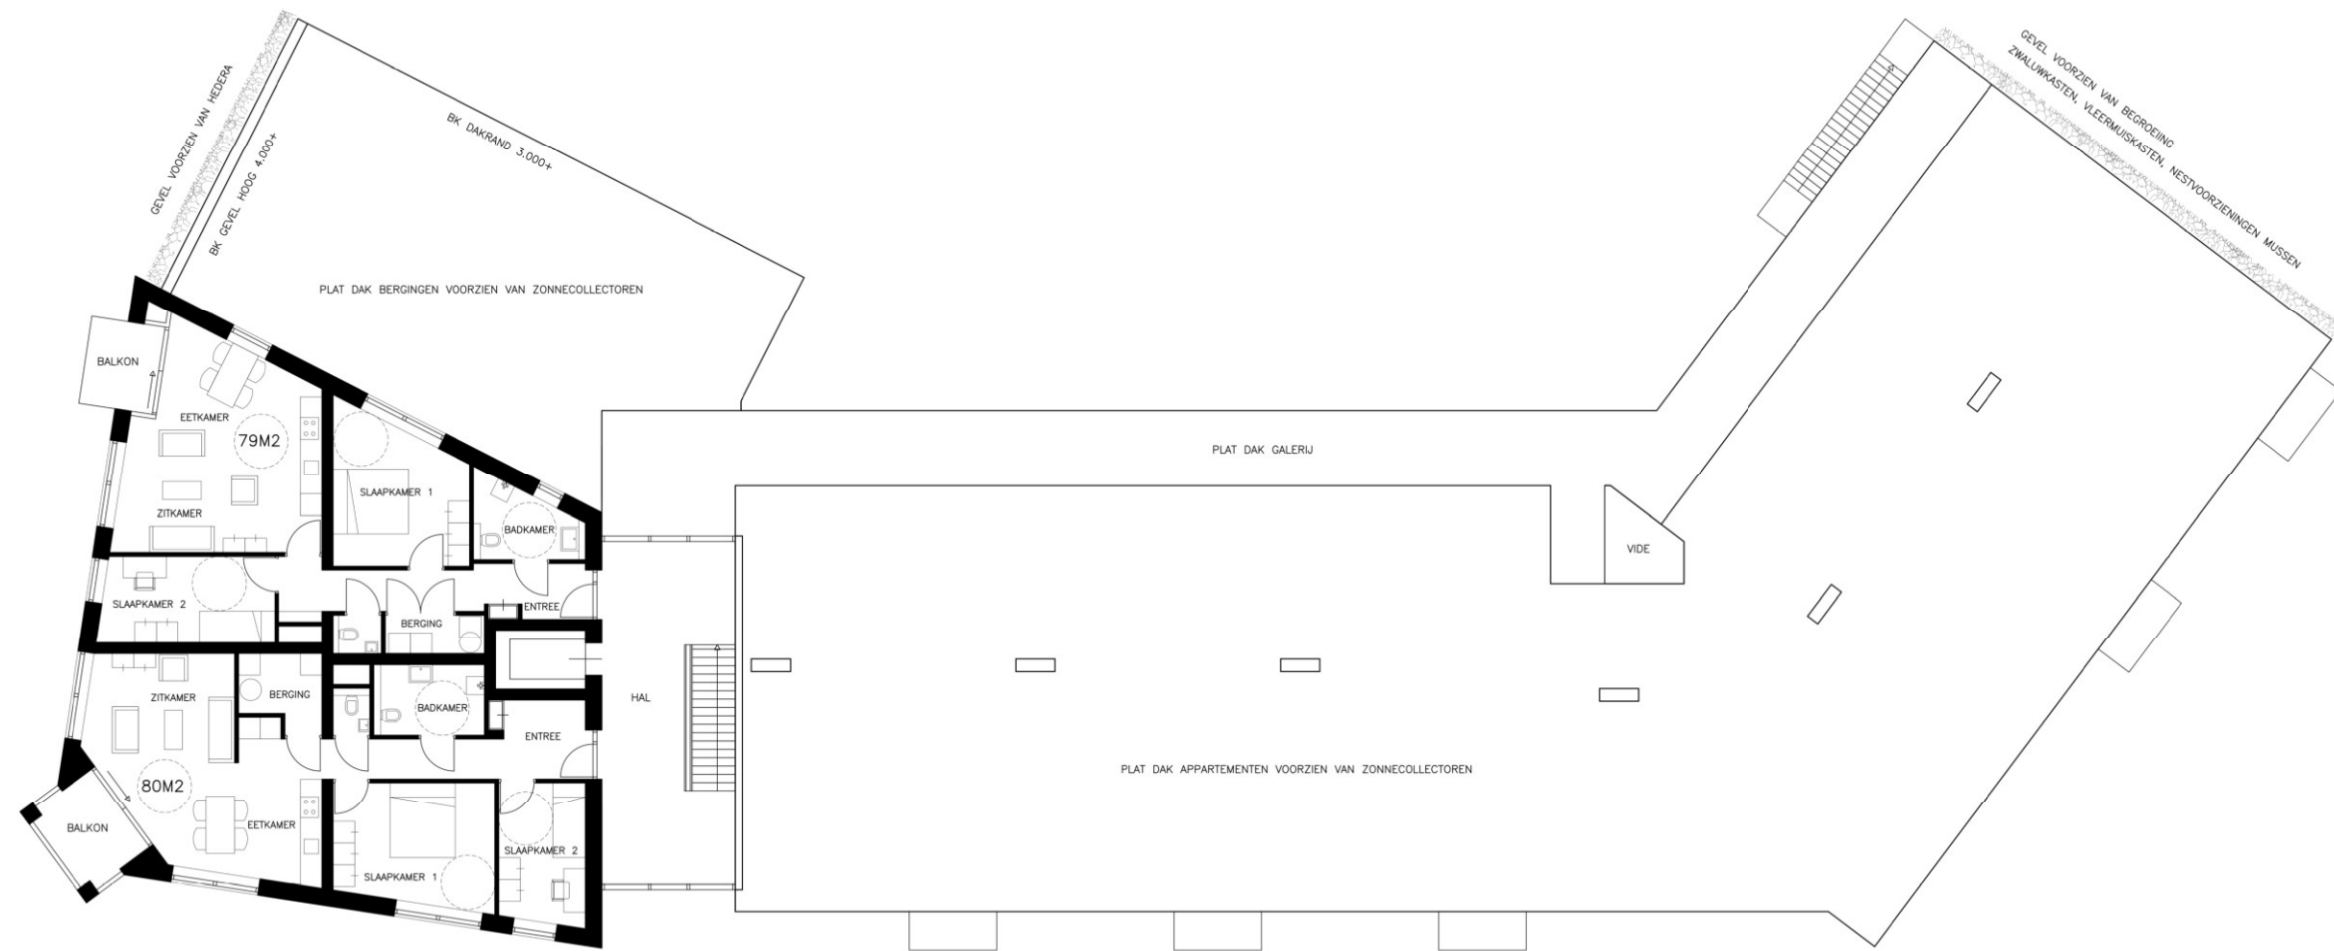 GEVEL VOORZIEN VAN HEDERA
BK GEVEL HOOG 4.000+
BK DAKRAND 3.000+
PLAT DAK BERGINGEN VOORZIEN VAN ZONNECOLLECTOREN
GEVEL VOORZIEN VAN BEGROEIING
ZWALUWKASTEN, VLEERMUISKASTEN, NESTVOORZIENINGEN MUSSEN
BALKON
EETKAMER
79M2
ZITKAMER
SLAAPKAMER 1
BADKAMER
SLAAPKAMER 2
BERGING
ENTREE
PLAT DAK GALERIJ
VIDE
ZITKAMER
BERGING
BADKAMER
ENTREE
HAL
80M2
BALKON
EETKAMER
SLAAPKAMER 1
SLAAPKAMER 2
PLAT DAK APPARTEMENTEN VOORZIEN VAN ZONNECOLLECTOREN